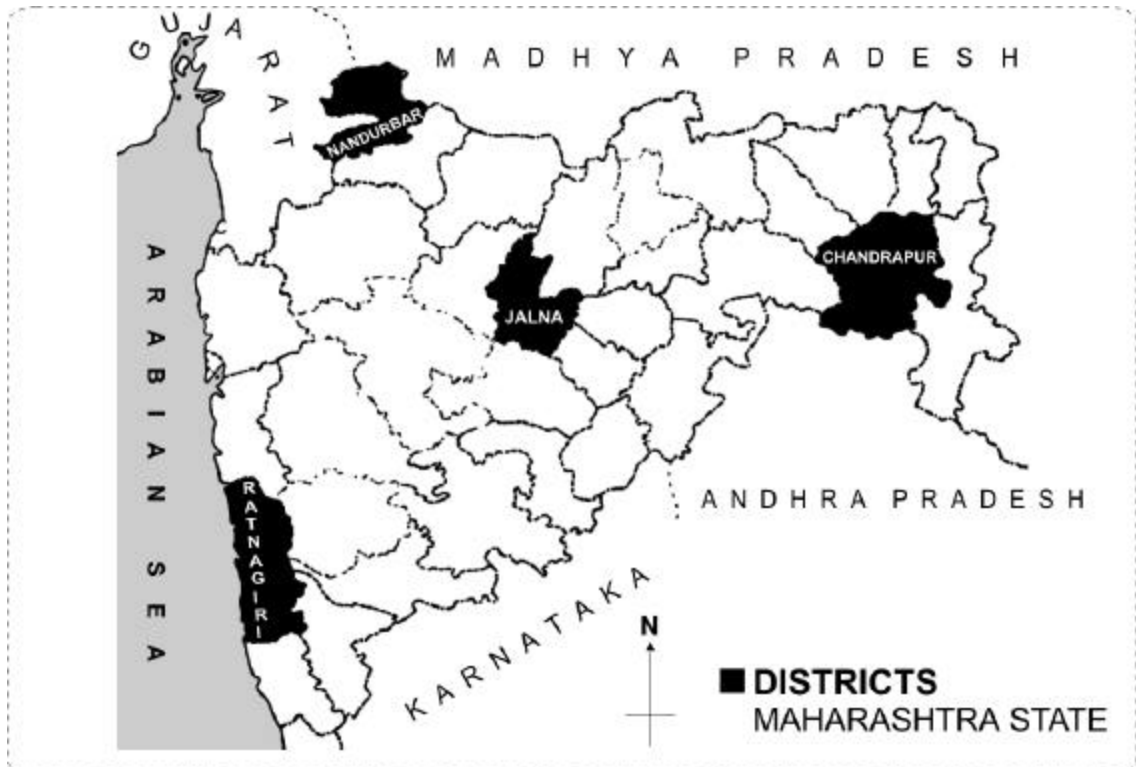 GUJARAT
MADHYA PRADESH
NANDURBAR
CHANDRAPUR
JALNA
ARABIAN SEA
RATNAGIRI
ANDHRA PRADESH
KARNATAKA
N
DISTRICTS
MAHARASHTRA STATE